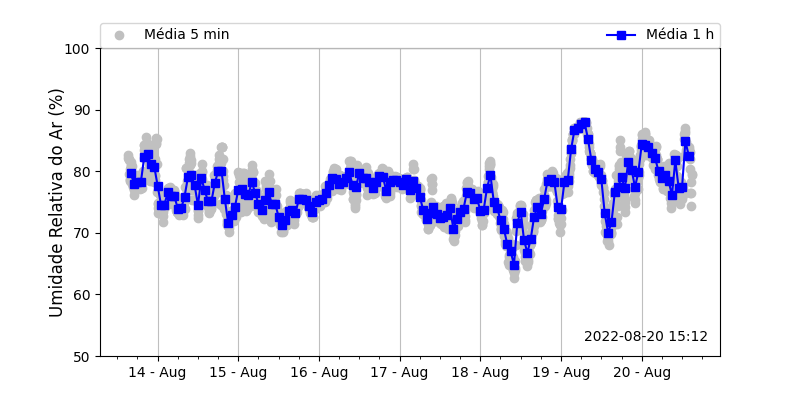 Média 5 min
Média 1 h
Umidade Relativa do Ar (%)
100
90
80
70
60
50
2022-08-20 15:12
14 - Aug
15 - Aug
16 - Aug
17 - Aug
18 - Aug
19 - Aug
20 - Aug